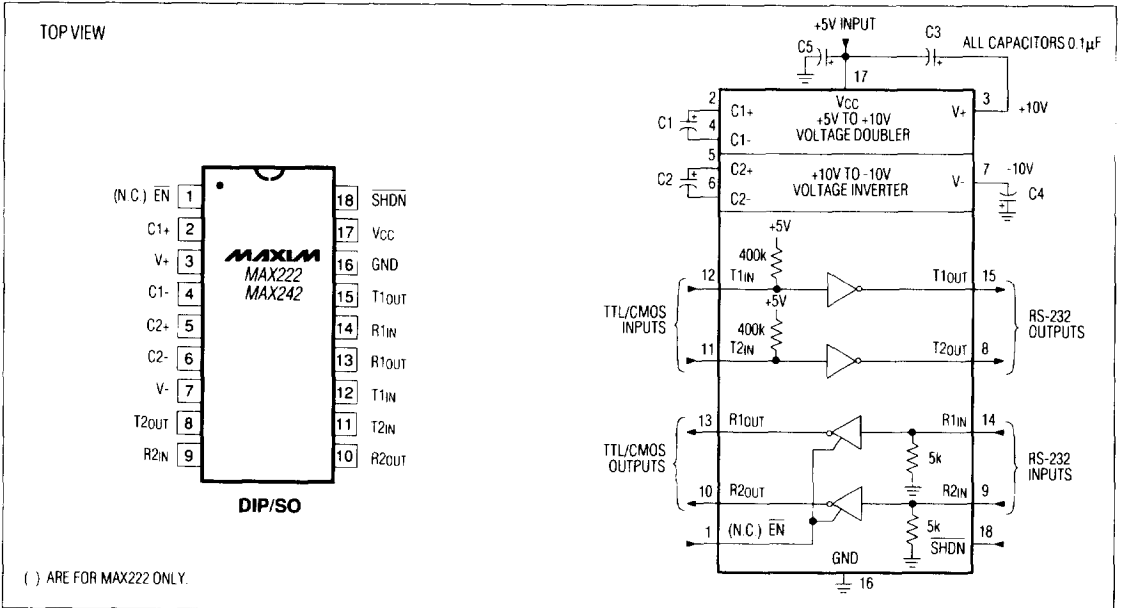 TOP VIEW
(N.C.) EN 1
C1+ 2
V+ 3
C1- 4
C2+ 5
C2- 6
V- 7
T2OUT 8
R2IN 9
18 SHDN
17 VCC
16 GND
15 T1OUT
14 R1IN
13 R1OUT
12 T1IN
11 T2IN
10 R2OUT
MAXIM
MAX222
MAX242
DIP/SO
( ) ARE FOR MAX222 ONLY.
+5V INPUT
C3
ALL CAPACITORS 0.1µF
C5
+
+
17
2
C1+
VCC
V+
3
+10V
+5V TO +10V
VOLTAGE DOUBLER
C1
+
4
C1-
5
C2+
+10V TO -10V
VOLTAGE INVERTER
V-
7
-10V
C2
+
6
C2-
C4
+
+5V
400k
12
T1IN
T1OUT
15
+5V
TTL/CMOS
INPUTS
RS-232
OUTPUTS
400k
11
T2IN
T2OUT
8
13
R1OUT
R1IN
14
TTL/CMOS
OUTPUTS
5k
RS-232
INPUTS
10
R2OUT
R2IN
9
1
(N.C.) EN
5k
SHDN
18
GND
16